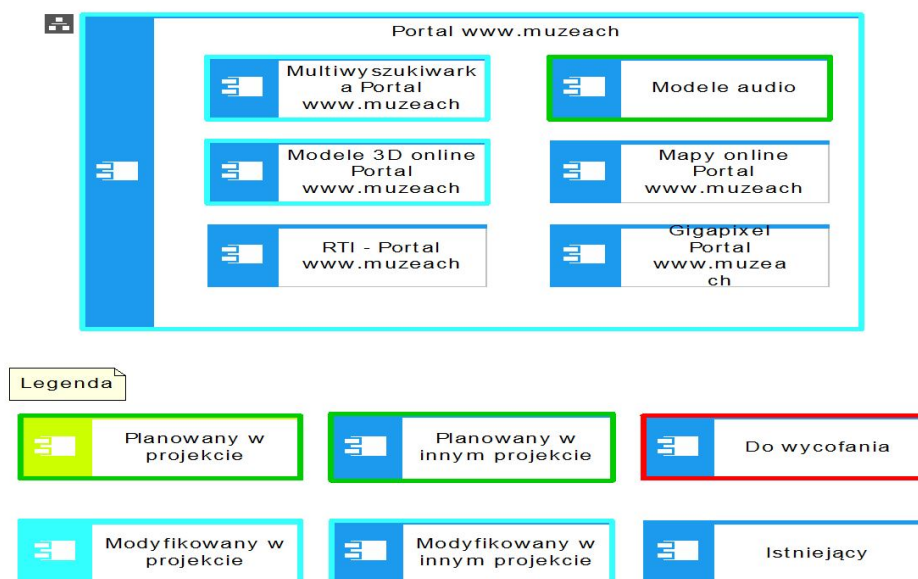 Portal www.muzeach
Multiwyszukiwark
a Portal
www.muzeach
Modele audio
Modele 3D online
Portal
www.muzeach
Mapy online
Portal
www.muzeach
RTI - Portal
www.muzeach
Gigapixel
Portal
www.muzea
ch
Legenda
Planowany w
projekcie
Planowany w
innym projekcie
Do wycofania
Modyfikowany w
projekcie
Modyfikowany w
innym projekcie
Istniejący